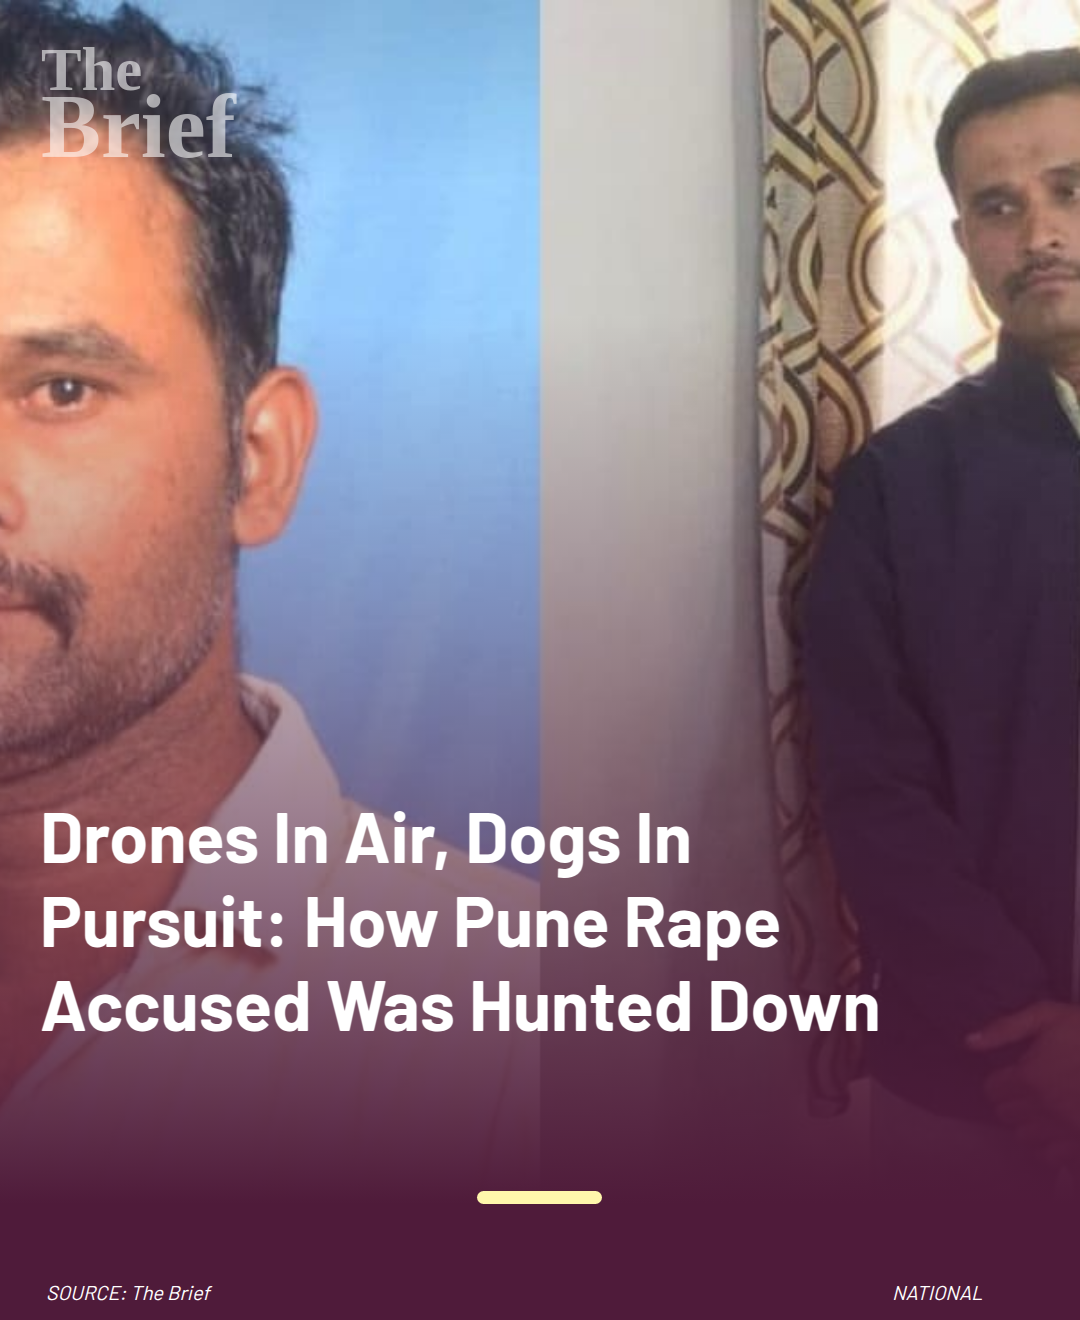 The
Brief
Drones In Air, Dogs In
Pursuit: How Pune Rape
Accused Was Hunted Down
SOURCE: The Brief
NATIONAL